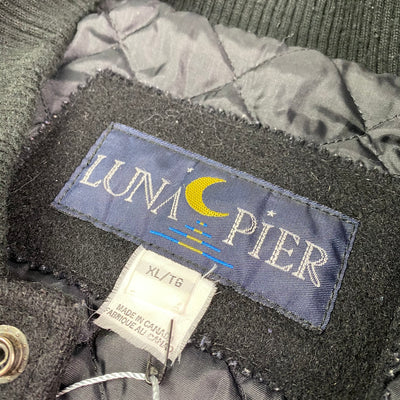 LUNA PIER
XL/TG
MADE IN CANADA
FABRIQUÉ AU CANADA